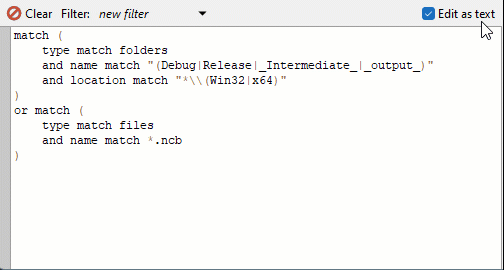 Clear Filter: new filter Edit as text
match (
    type match folders
    and name match "(Debug|Release|_Intermediate_|_output_)"
    and location match "*\\(Win32|x64)"
)
or match (
    type match files
    and name match *.ncb
)